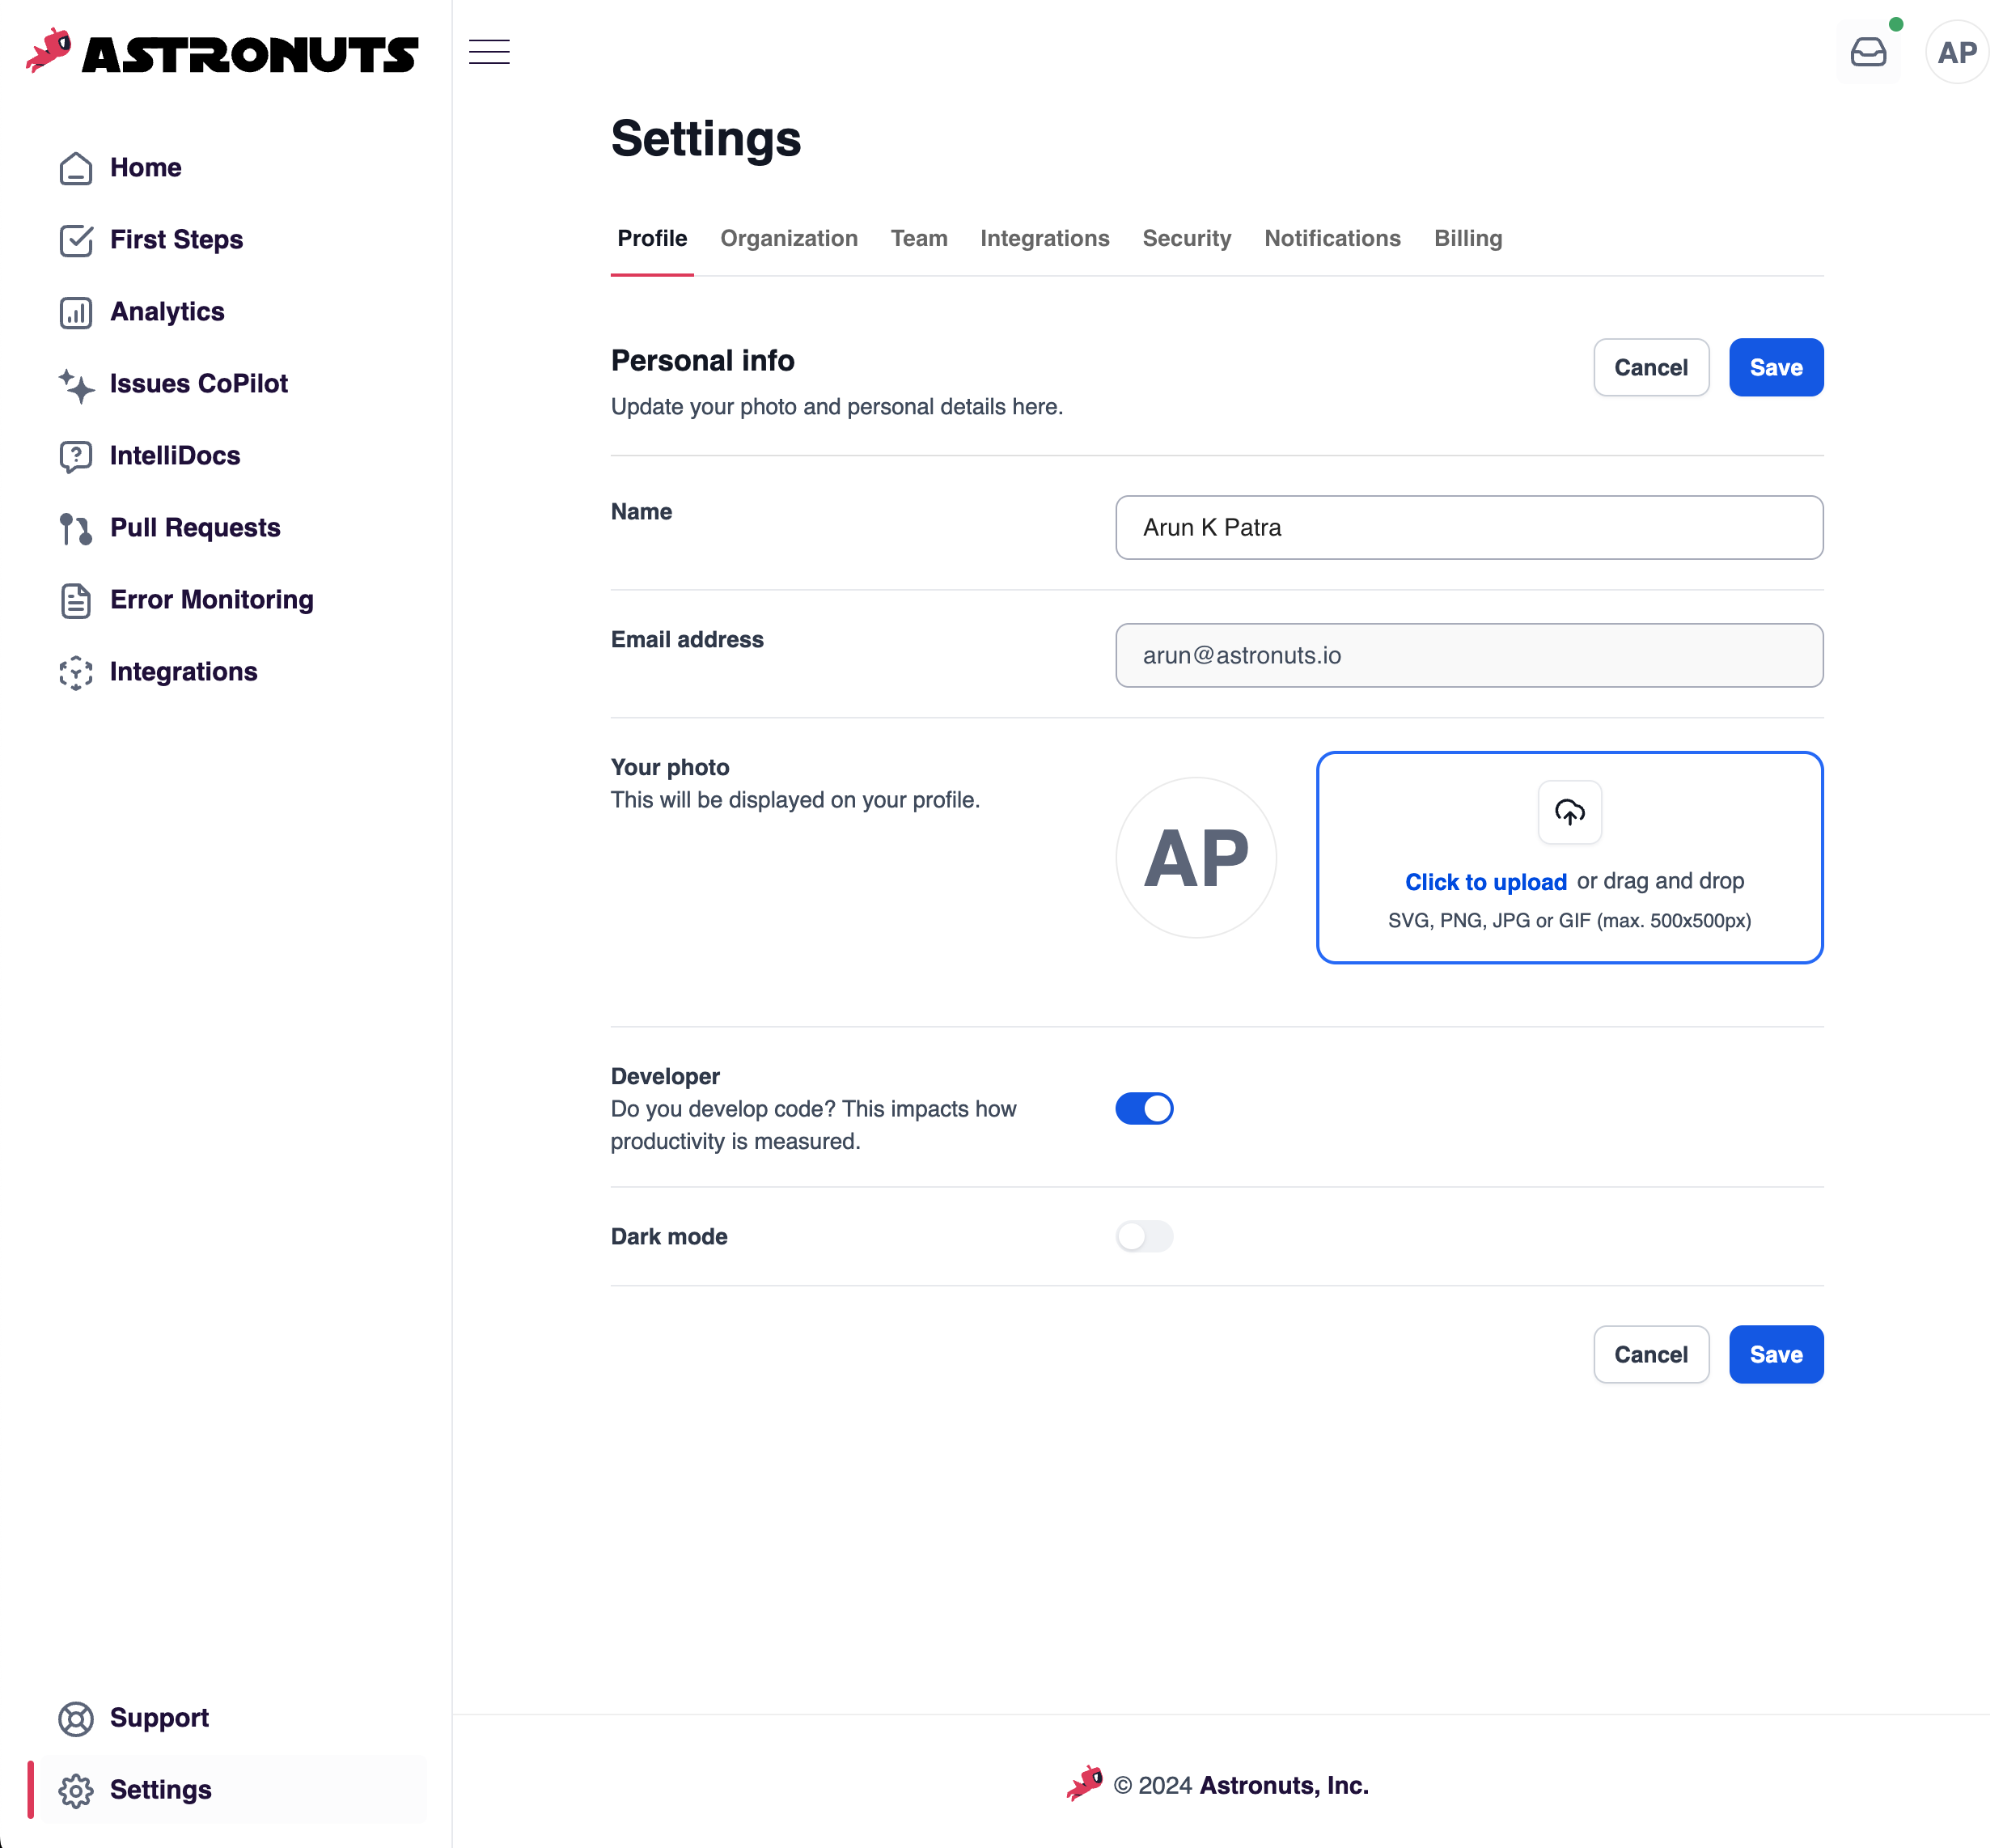 ASTRONUTS
Home
First Steps
Analytics
Issues CoPilot
IntelliDocs
Pull Requests
Error Monitoring
Integrations
Support
Settings
AP
Settings
Profile Organization Team Integrations Security Notifications Billing
Personal info
Update your photo and personal details here.
Cancel Save
Name
Arun K Patra
Email address
arun@astronuts.io
Your photo
This will be displayed on your profile.
AP
Click to upload or drag and drop
SVG, PNG, JPG or GIF (max. 500x500px)
Developer
Do you develop code? This impacts how
productivity is measured.
Dark mode
Cancel Save
© 2024 Astronuts, Inc.